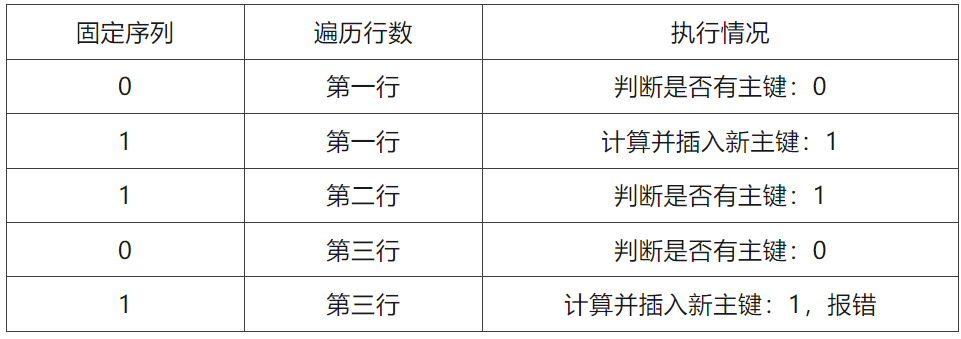 固定序列 遍历行数 执行情况
0 第一行 判断是否有主键：0
1 第一行 计算并插入新主键：1
1 第二行 判断是否有主键：1
0 第三行 判断是否有主键：0
1 第三行 计算并插入新主键：1，报错